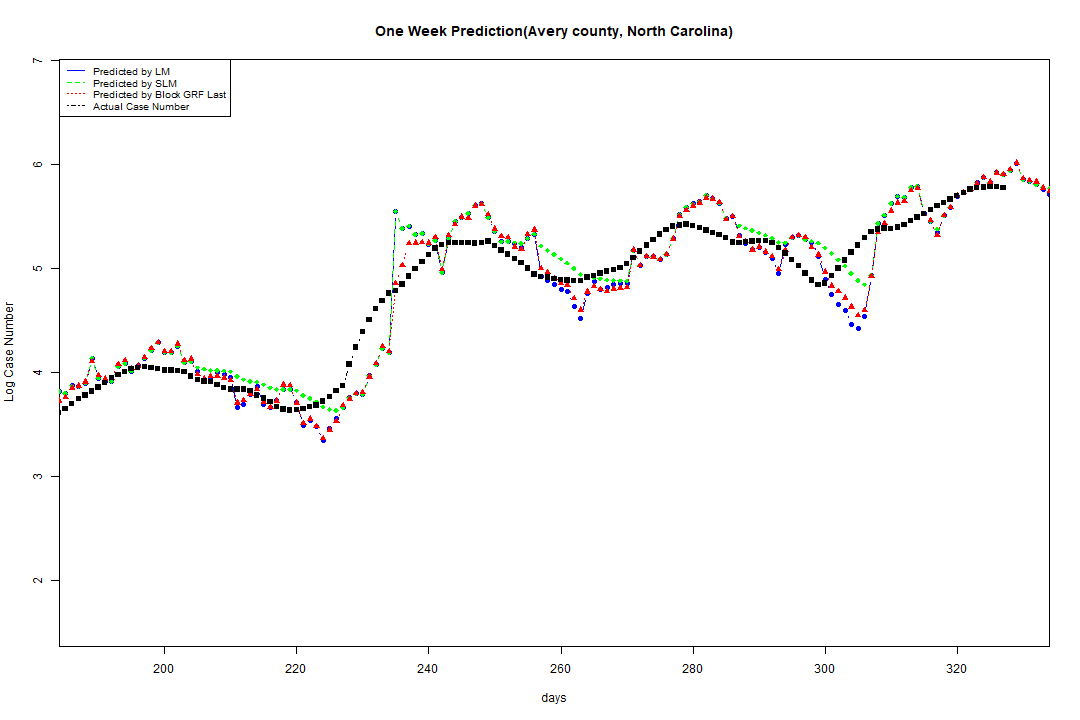 One Week Prediction(Avery county, North Carolina)
Predicted by LM
Predicted by SLM
Predicted by Block GRF Last
Actual Case Number
Log Case Number
7
6
5
4
3
2
200 220 240 260 280 300 320
days